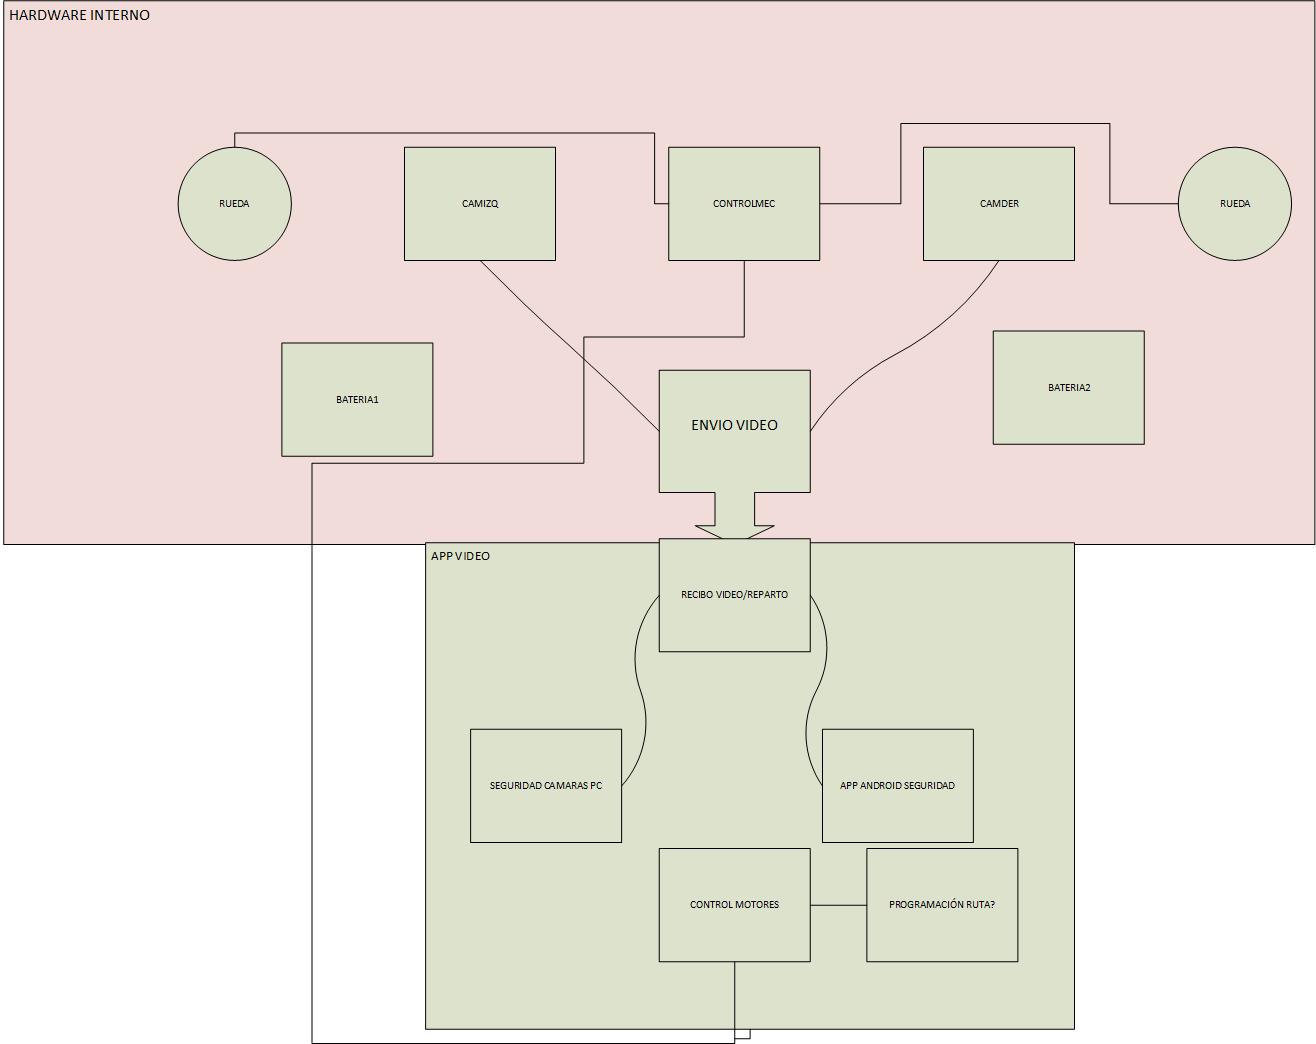 HARDWARE INTERNO
RUEDA
CAMIZQ
CONTROLMEC
CAMDER
RUEDA
BATERIA1
BATERIA2
ENVIO VIDEO
APP VIDEO
RECIBO VIDEO/REPARTO
SEGURIDAD CAMARAS PC
APP ANDROID SEGURIDAD
CONTROL MOTORES
PROGRAMACIÓN RUTA?